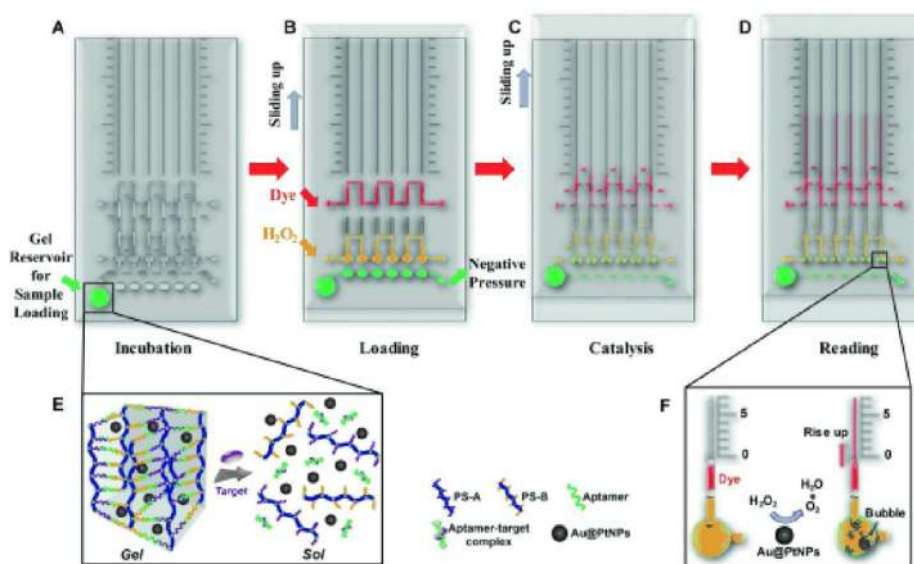 A
B
C
D
Sliding up
Sliding up
Dye
H₂O₂
Gel
Reservoir
for
Sample
Loading
Negative
Pressure
Incubation
Loading
Catalysis
Reading
E
Target
Gel
Sol
PS-A
PS-B
Aptamer
Aptamer-target
complex
Au@PtNPs
F
5
0
5
0
Rise up
Dye
H₂O₂
H₂O
+
O₂
Bubble
Au@PtNPs